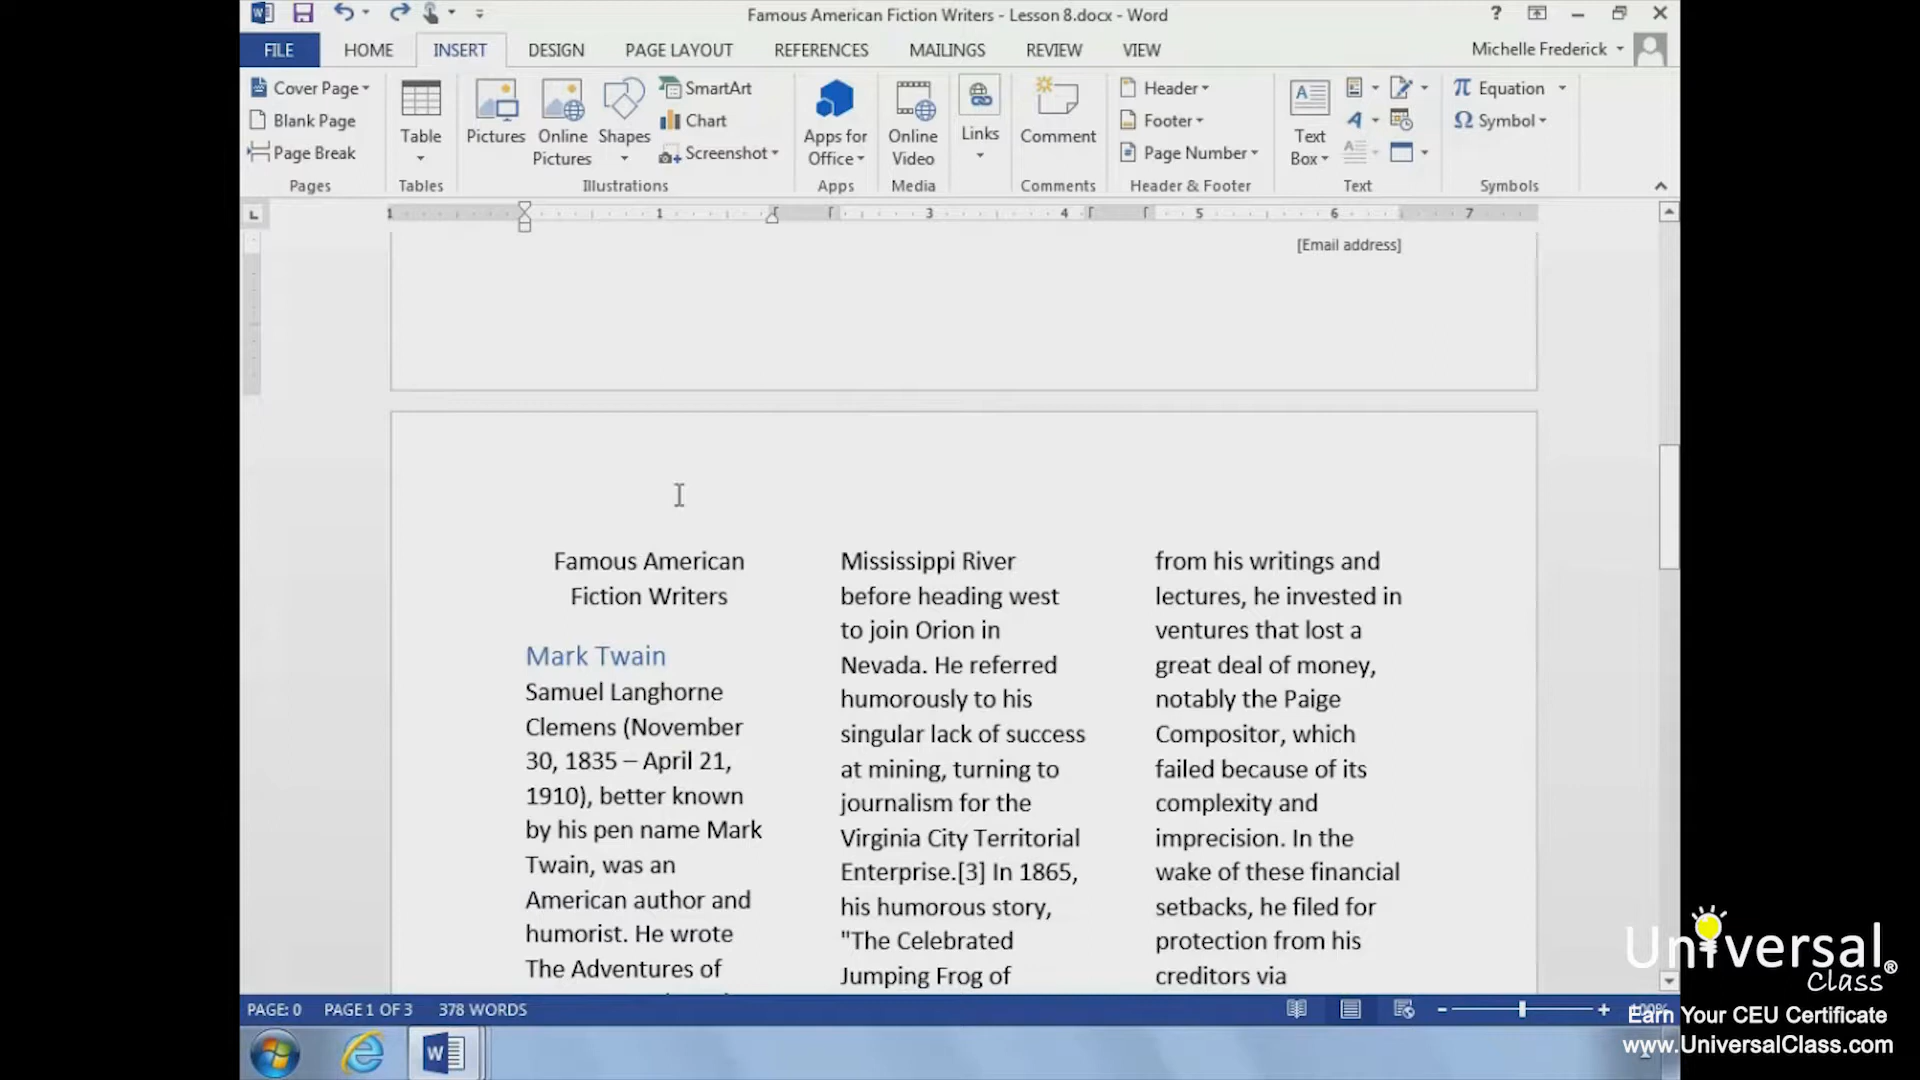 Famous American Fiction Writers - Lesson 8.docx - Word
FILE HOME INSERT DESIGN PAGE LAYOUT REFERENCES MAILINGS REVIEW VIEW Michelle Frederick
Cover Page
Blank Page
Page Break
Pages
Table
Tables
Pictures
Online
Pictures
Shapes
SmartArt
Chart
Screenshot
Illustrations
Apps for
Office
Apps
Online
Video
Media
Links
Comment
Comments
Header
Footer
Page Number
Header & Footer
Text
Box
Text
π Equation
Ω Symbol
Symbols
1 1 3 4 5 6 7
[Email address]
Famous American
Fiction Writers
Mark Twain
Samuel Langhorne
Clemens (November
30, 1835 – April 21,
1910), better known
by his pen name Mark
Twain, was an
American author and
humorist. He wrote
The Adventures of
Mississippi River
before heading west
to join Orion in
Nevada. He referred
humorously to his
singular lack of success
at mining, turning to
journalism for the
Virginia City Territorial
Enterprise.[3] In 1865,
his humorous story,
"The Celebrated
Jumping Frog of
from his writings and
lectures, he invested in
ventures that lost a
great deal of money,
notably the Paige
Compositor, which
failed because of its
complexity and
imprecision. In the
wake of these financial
setbacks, he filed for
protection from his
creditors via
PAGE: 0 PAGE 1 OF 3 378 WORDS
Universal
Class®
Earn Your CEU Certificate
www.UniversalClass.com